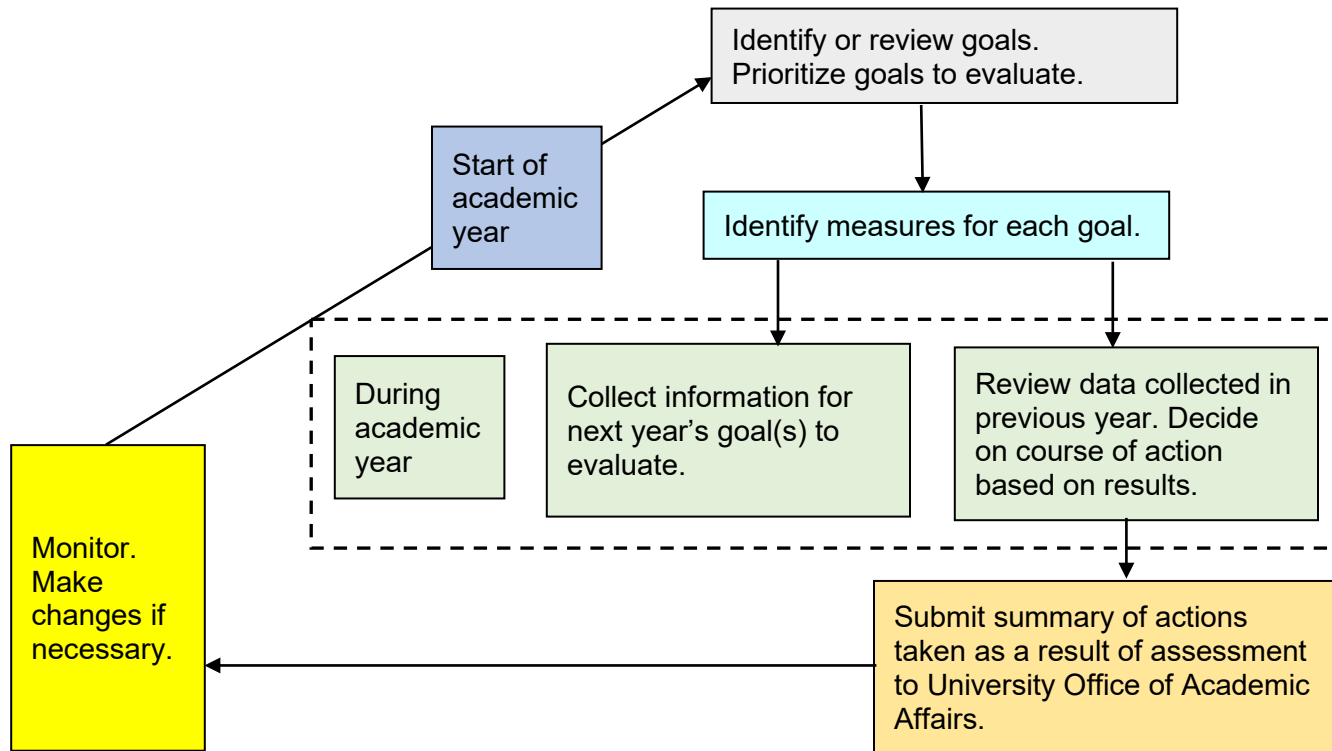 Identify or review goals.
Prioritize goals to evaluate.
Start of
academic
year
Identify measures for each goal.
During
academic
year
Collect information for
next year’s goal(s) to
evaluate.
Review data collected in
previous year. Decide
on course of action
based on results.
Monitor.
Make
changes if
necessary.
Submit summary of actions
taken as a result of assessment
to University Office of Academic
Affairs.